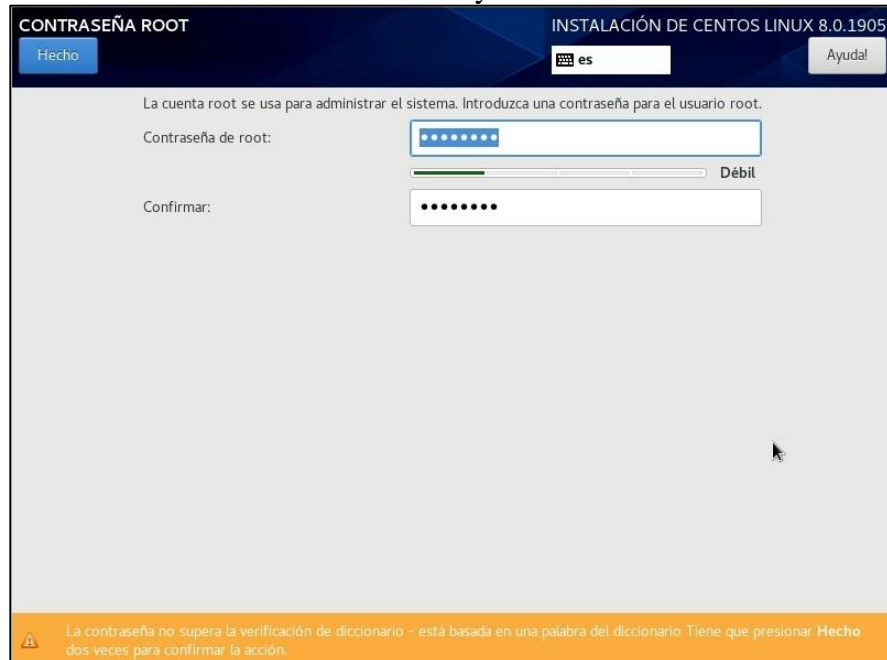 CONTRASEÑA ROOT
INSTALACIÓN DE CENTOS LINUX 8.0.1905
Hecho
es
Ayuda!
La cuenta root se usa para administrar el sistema. Introduzca una contraseña para el usuario root.
Contraseña de root:
Débil
Confirmar:
La contraseña no supera la verificación de diccionario - está basada en una palabra del diccionario Tiene que presionar Hecho
dos veces para confirmar la acción.